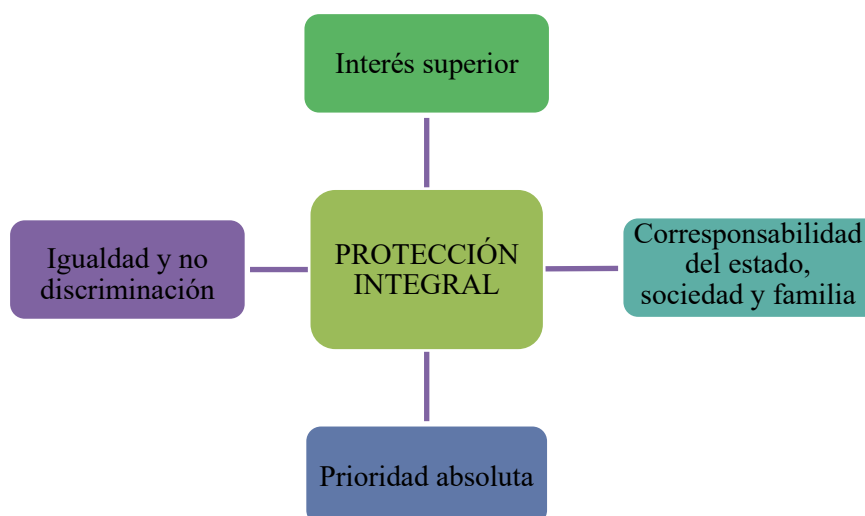 Interés superior
Igualdad y no
discriminación
PROTECCIÓN
INTEGRAL
Corresponsabilidad
del estado,
sociedad y familia
Prioridad absoluta